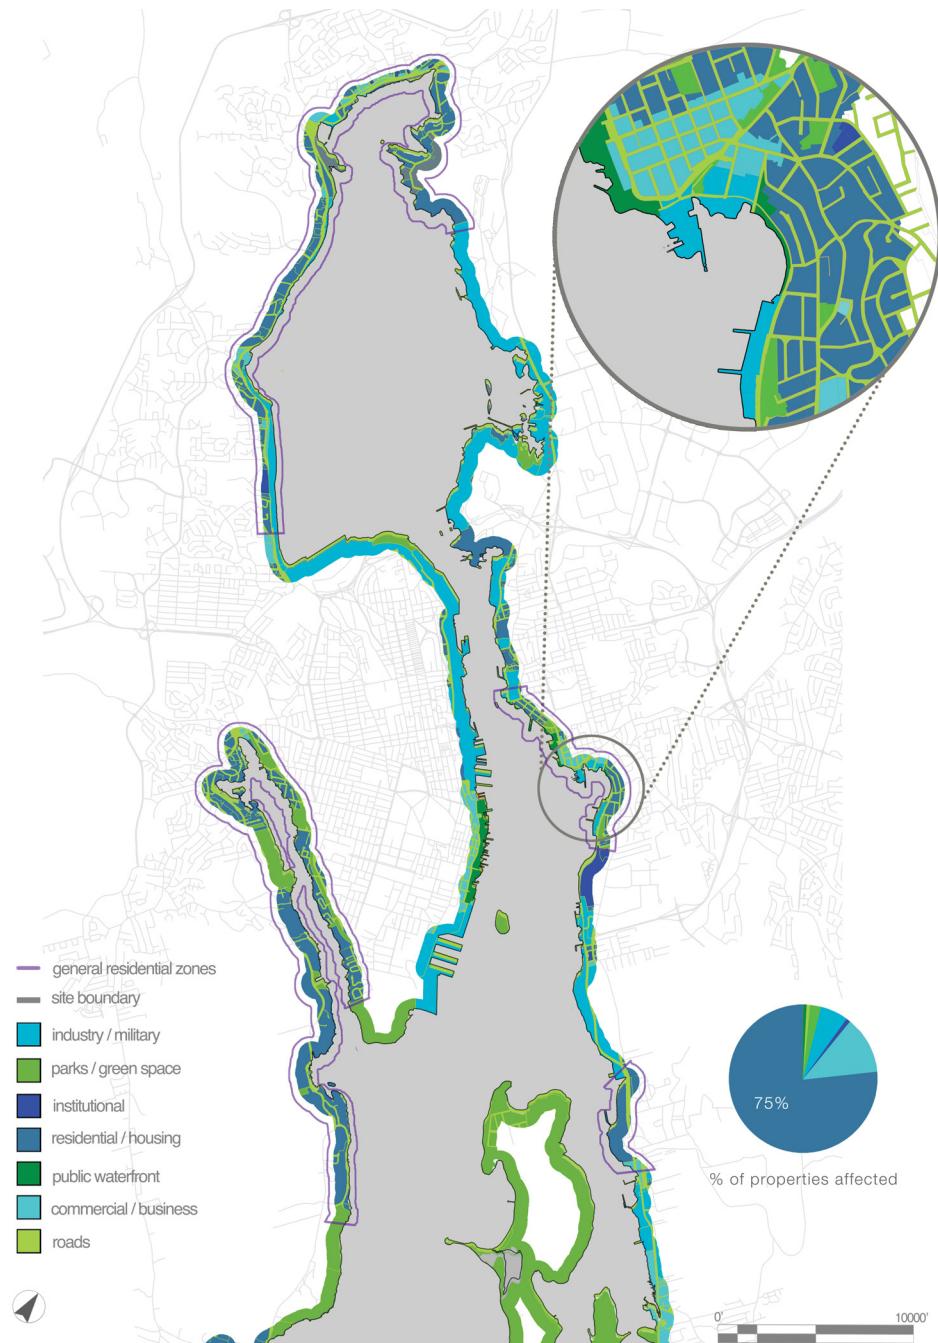 general residential zones
site boundary
industry / military
parks / green space
institutional
residential / housing
public waterfront
commercial / business
roads
75%
% of properties affected
0'
10000'